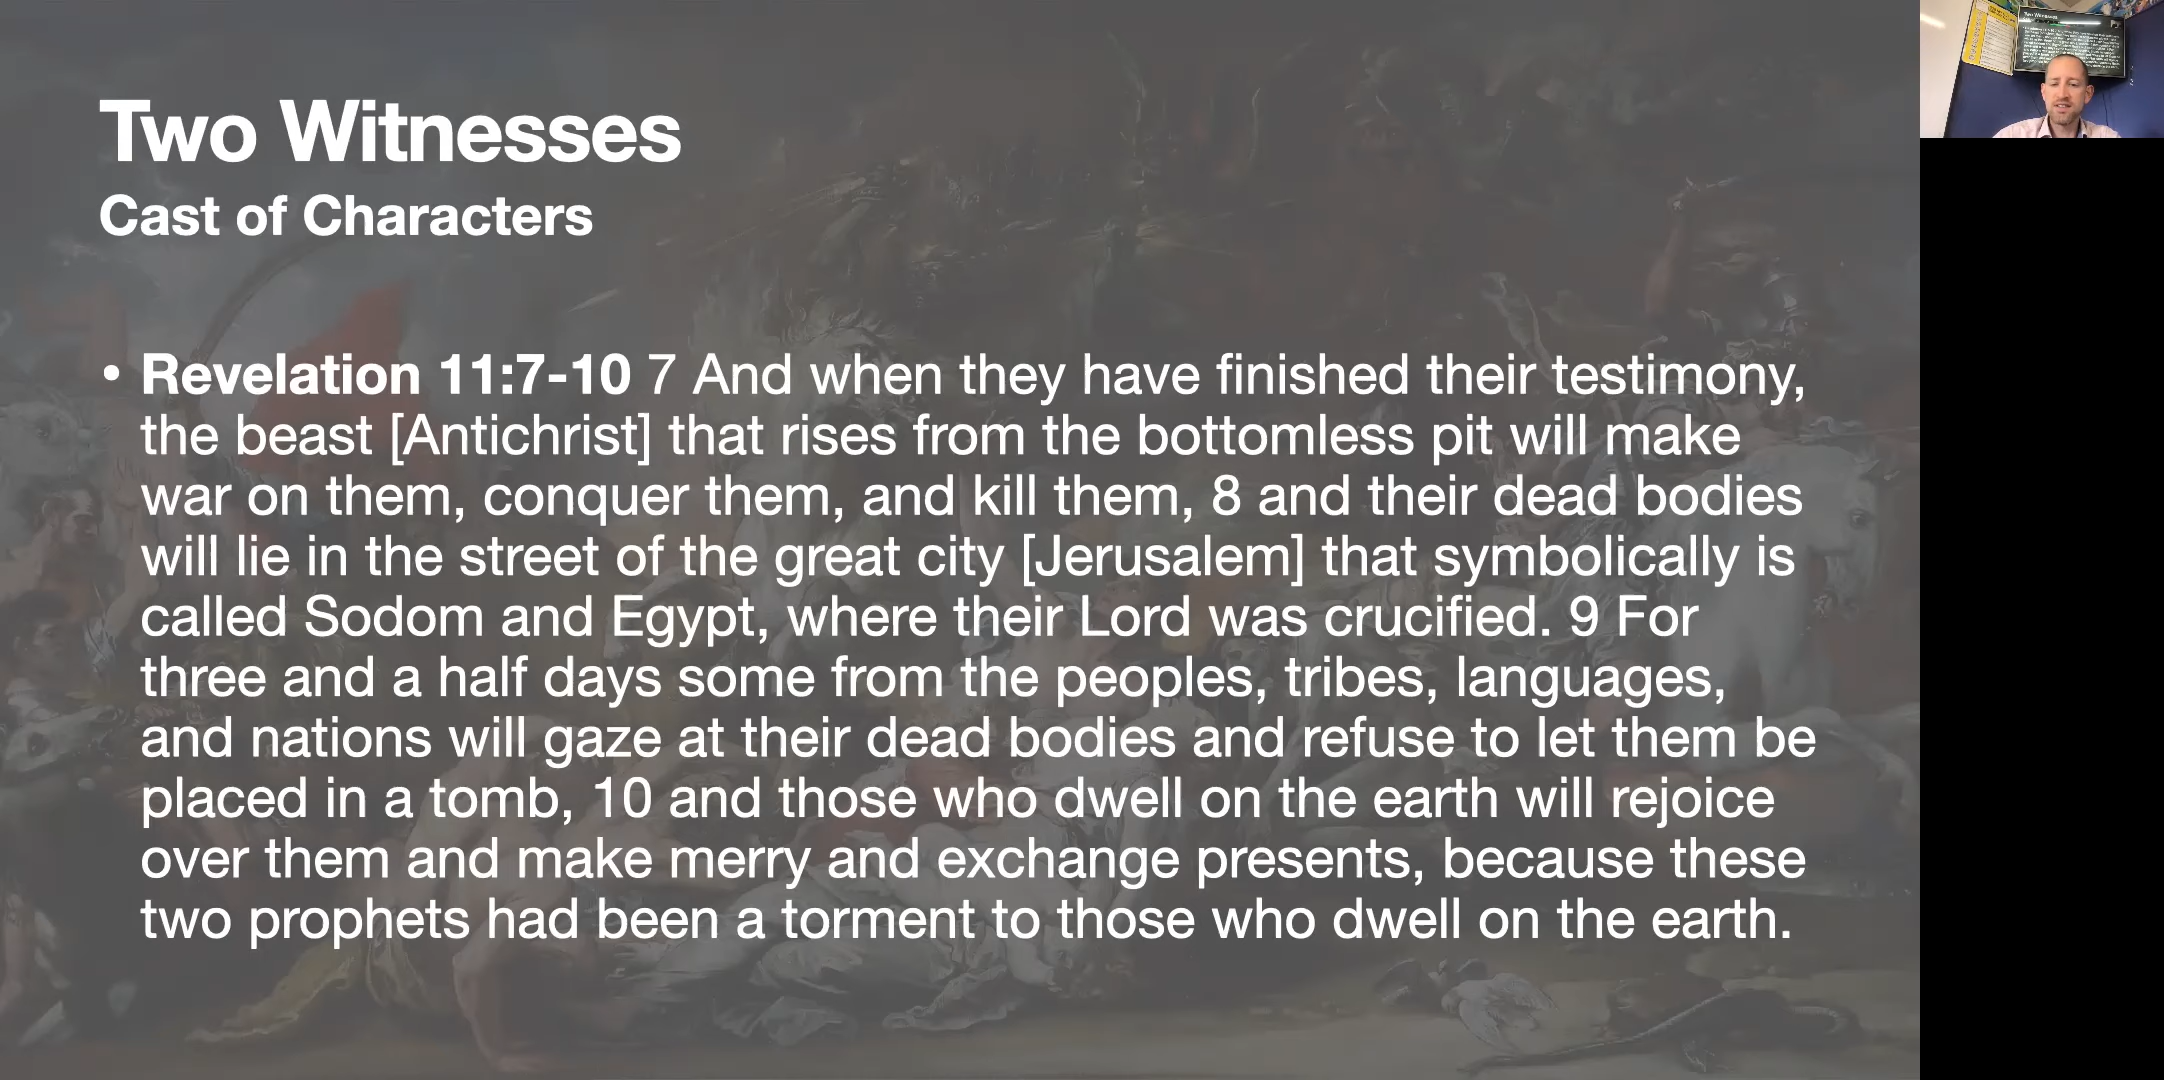 Two Witnesses
Cast of Characters
• Revelation 11:7-10 7 And when they have finished their testimony,
the beast [Antichrist] that rises from the bottomless pit will make
war on them, conquer them, and kill them, 8 and their dead bodies
will lie in the street of the great city [Jerusalem] that symbolically is
called Sodom and Egypt, where their Lord was crucified. 9 For
three and a half days some from the peoples, tribes, languages,
and nations will gaze at their dead bodies and refuse to let them be
placed in a tomb, 10 and those who dwell on the earth will rejoice
over them and make merry and exchange presents, because these
two prophets had been a torment to those who dwell on the earth.
Two Witnesses